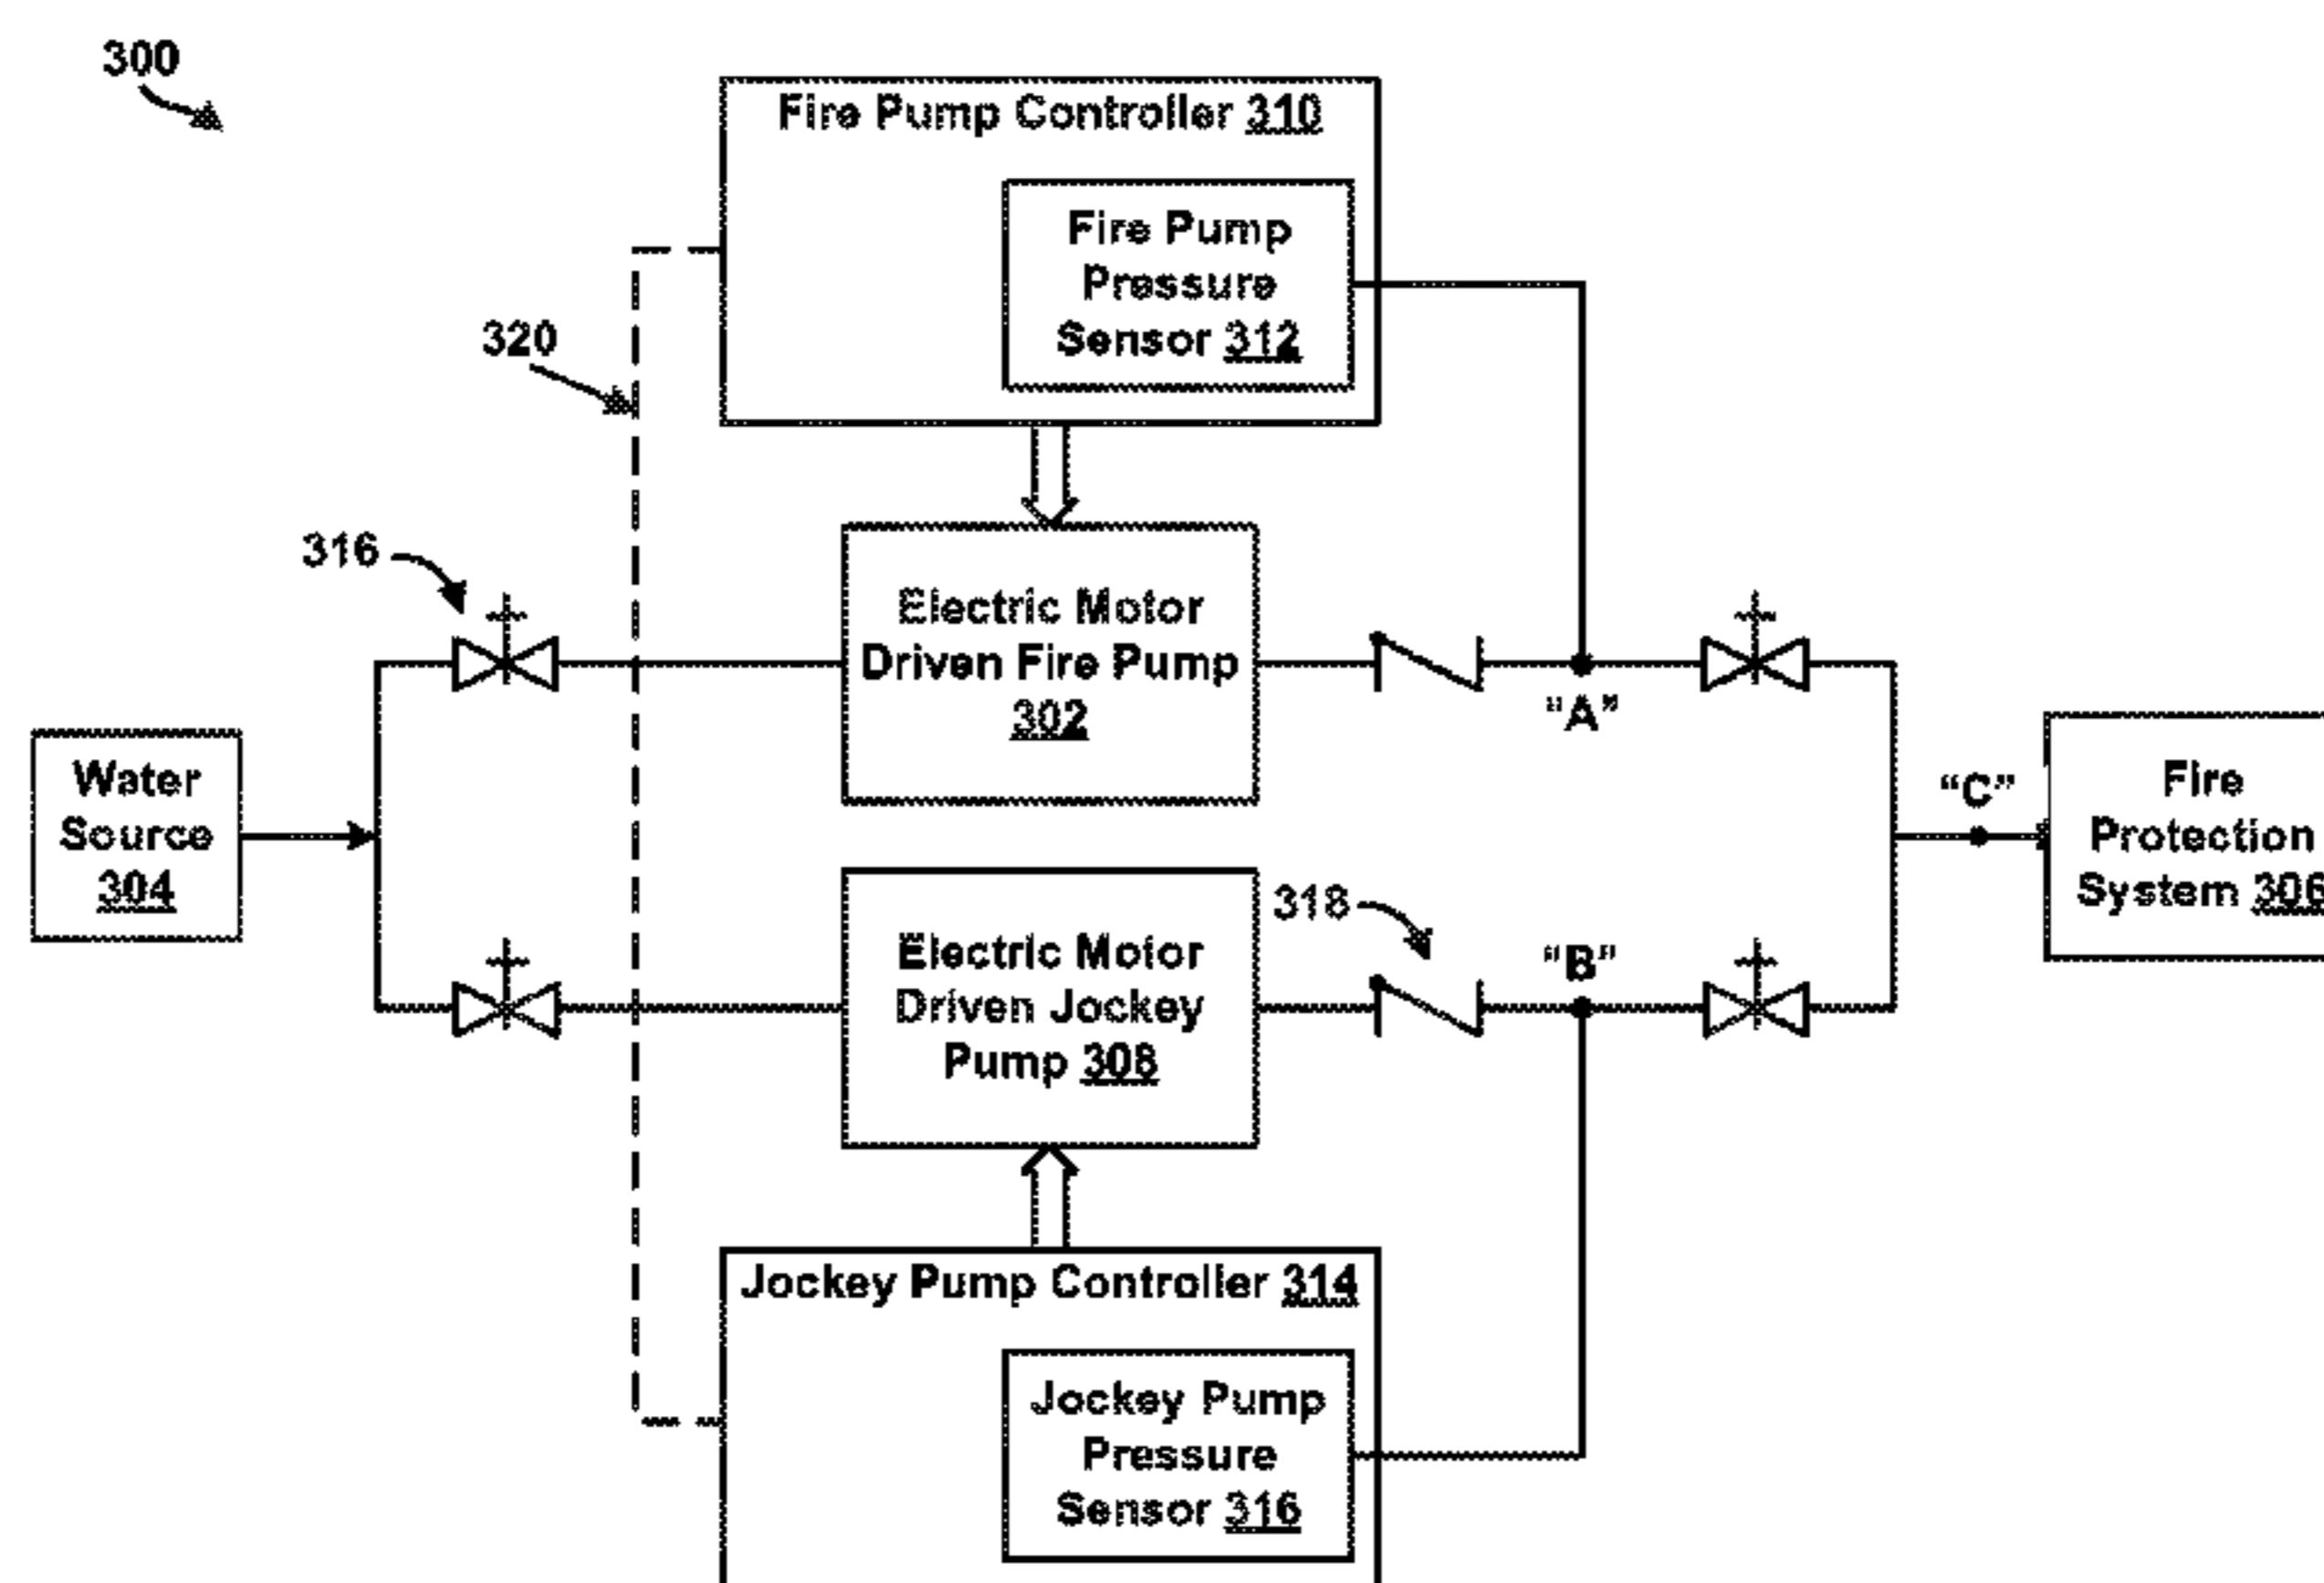 300
Fire Pump Controller 310
Fire Pump
Pressure
Sensor 312
320
316
Electric Motor
Driven Fire Pump
302
"A"
Water
Source
304
"C"
Fire
Protection
System 306
Electric Motor
Driven Jockey
Pump 308
318
"B"
Jockey Pump Controller 314
Jockey Pump
Pressure
Sensor 316